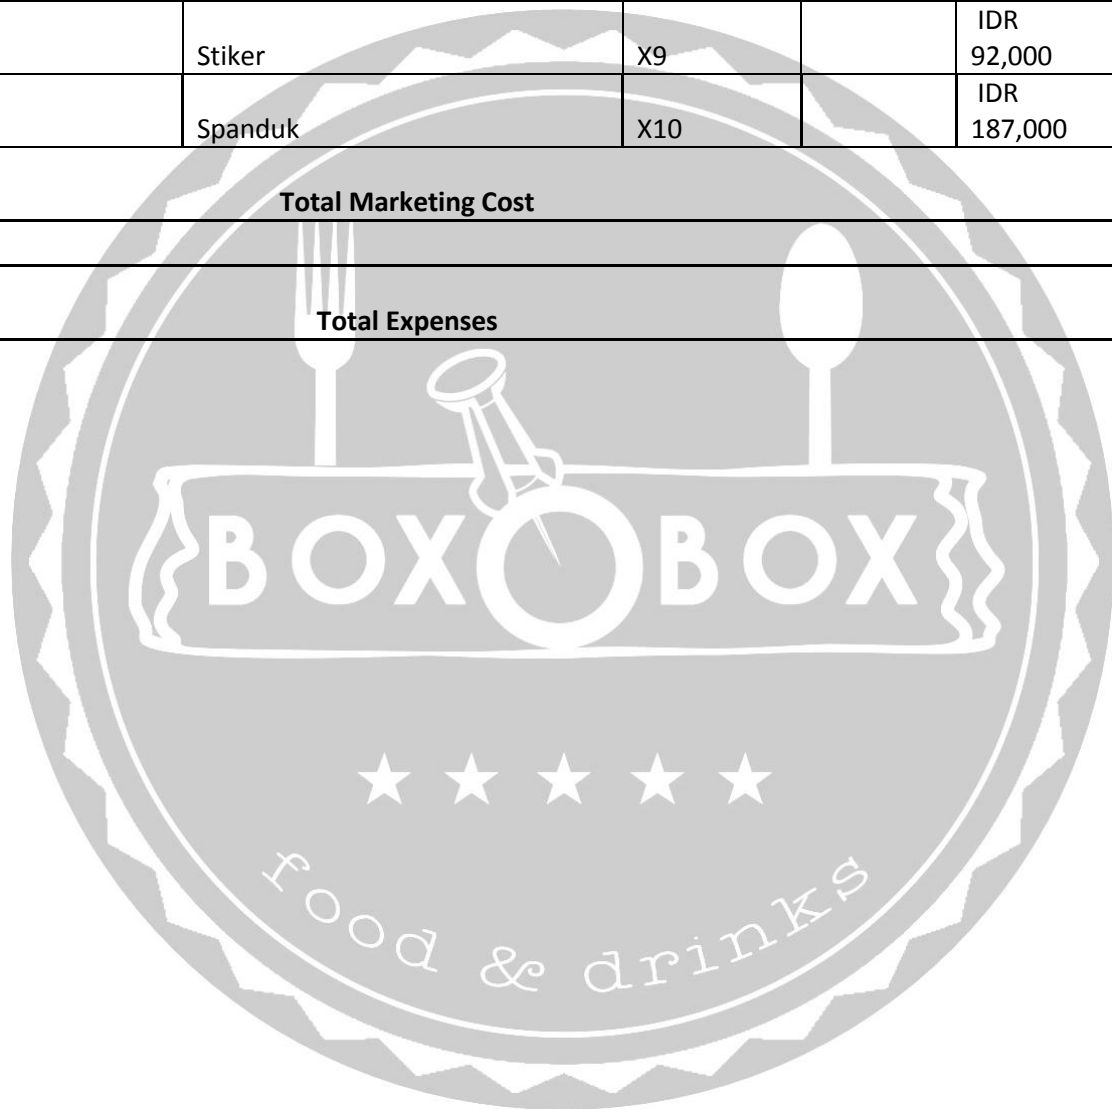 IDR
Stiker X9 92,000
IDR
Spanduk X10 187,000
Total Marketing Cost
Total Expenses
BOX O BOX
food & drinks